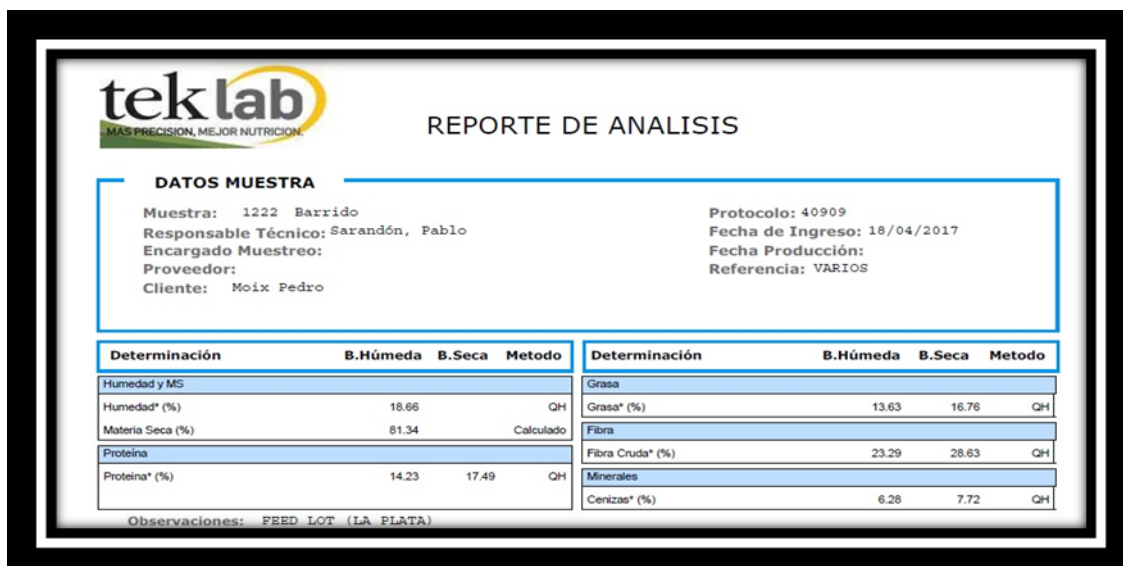 tek lab
MAS PRECISION, MEJOR NUTRICION.
REPORTE DE ANALISIS
DATOS MUESTRA
Muestra: 1222 Barrido
Responsable Técnico: Sarandón, Pablo
Encargado Muestreo:
Proveedor:
Cliente: Moix Pedro
Protocolo: 40909
Fecha de Ingreso: 18/04/2017
Fecha Producción:
Referencia: VARIOS
Determinación B.Húmeda B.Seca Metodo
Humedad y MS
Humedad* (%) 18.66 QH
Materia Seca (%) 81.34 Calculado
Proteína
Proteina* (%) 14.23 17.49 QH
Determinación B.Húmeda B.Seca Metodo
Grasa
Grasa* (%) 13.63 16.76 QH
Fibra
Fibra Cruda* (%) 23.29 28.63 QH
Minerales
Cenizas* (%) 6.28 7.72 QH
Observaciones: FEED LOT (LA PLATA)